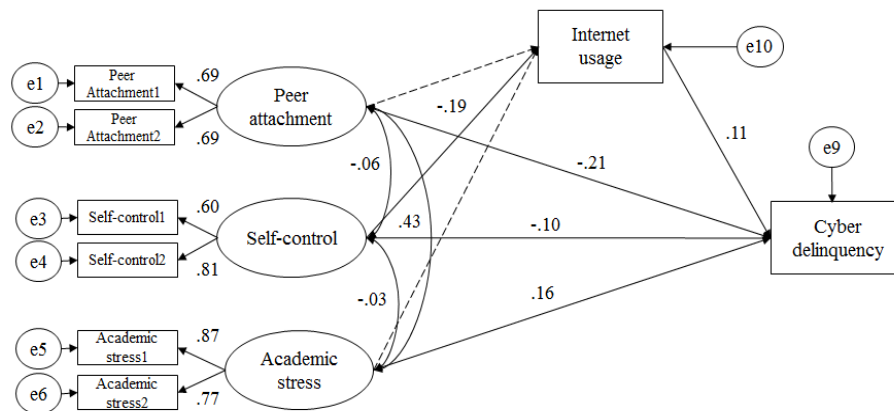 Internet
usage
e10
e1
Peer
Attachment1
.69
Peer
attachment
e2
Peer
Attachment2
.69
-.19
.11
e9
-.06
-.21
e3
Self-control1
.60
Self-control
.43
-.10
Cyber
delinquency
e4
Self-control2
.81
-.03
.16
e5
Academic
stress1
.87
Academic
stress
e6
Academic
stress2
.77